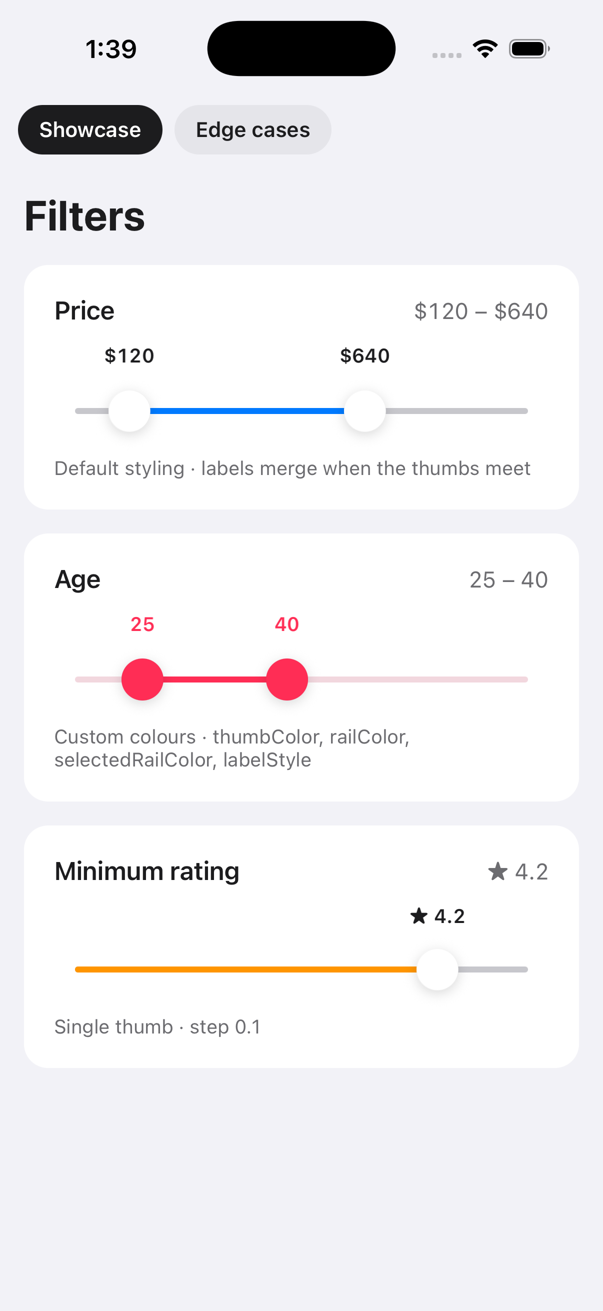 1:39
Showcase Edge cases
Filters
Price $120 – $640
$120 $640
Default styling · labels merge when the thumbs meet
Age 25 – 40
25 40
Custom colours · thumbColor, railColor,
selectedRailColor, labelStyle
Minimum rating ★ 4.2
★ 4.2
Single thumb · step 0.1